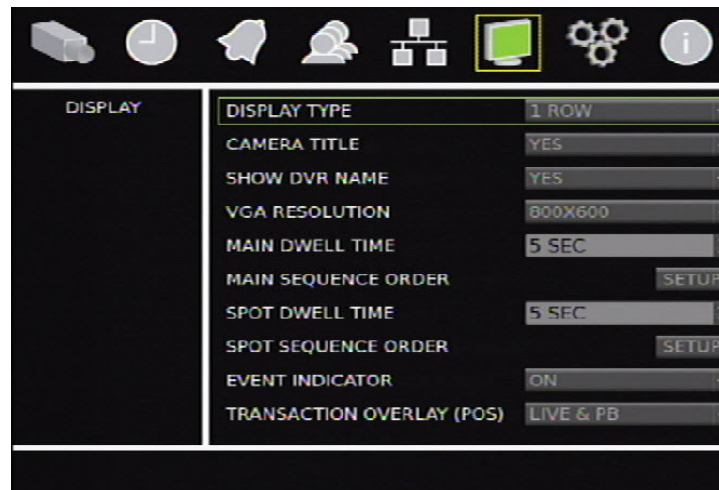 DISPLAY
DISPLAY TYPE 1 ROW
CAMERA TITLE YES
SHOW DVR NAME YES
VGA RESOLUTION 800X600
MAIN DWELL TIME 5 SEC
MAIN SEQUENCE ORDER SETUP
SPOT DWELL TIME 5 SEC
SPOT SEQUENCE ORDER SETUP
EVENT INDICATOR ON
TRANSACTION OVERLAY (POS) LIVE & PB